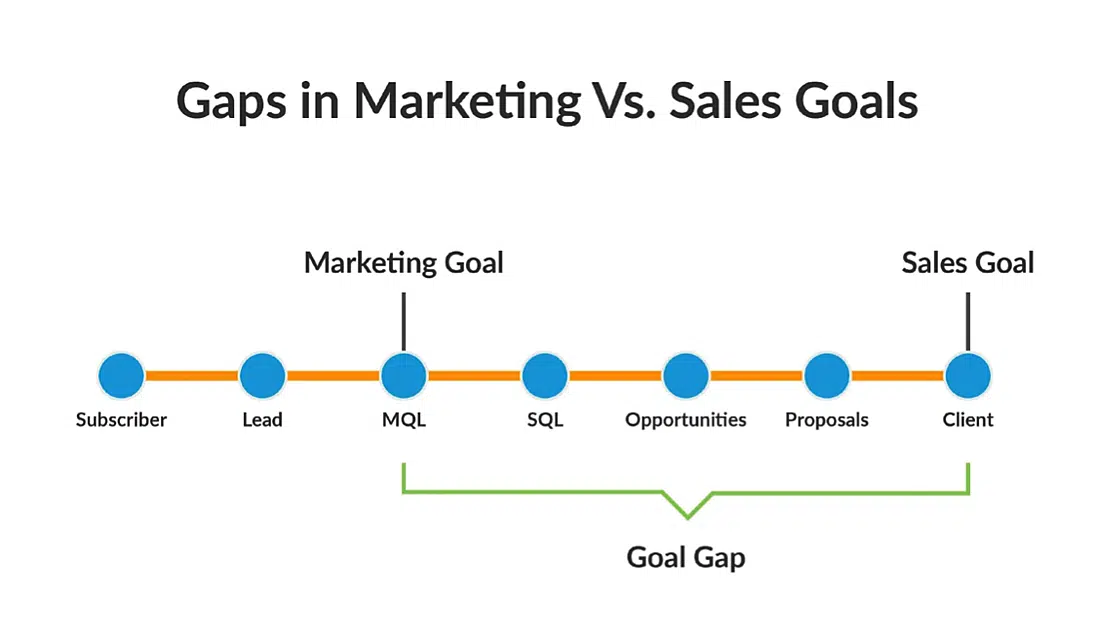 Gaps in Marketing Vs. Sales Goals
Marketing Goal
Sales Goal
Subscriber
Lead
MQL
SQL
Opportunities
Proposals
Client
Goal Gap